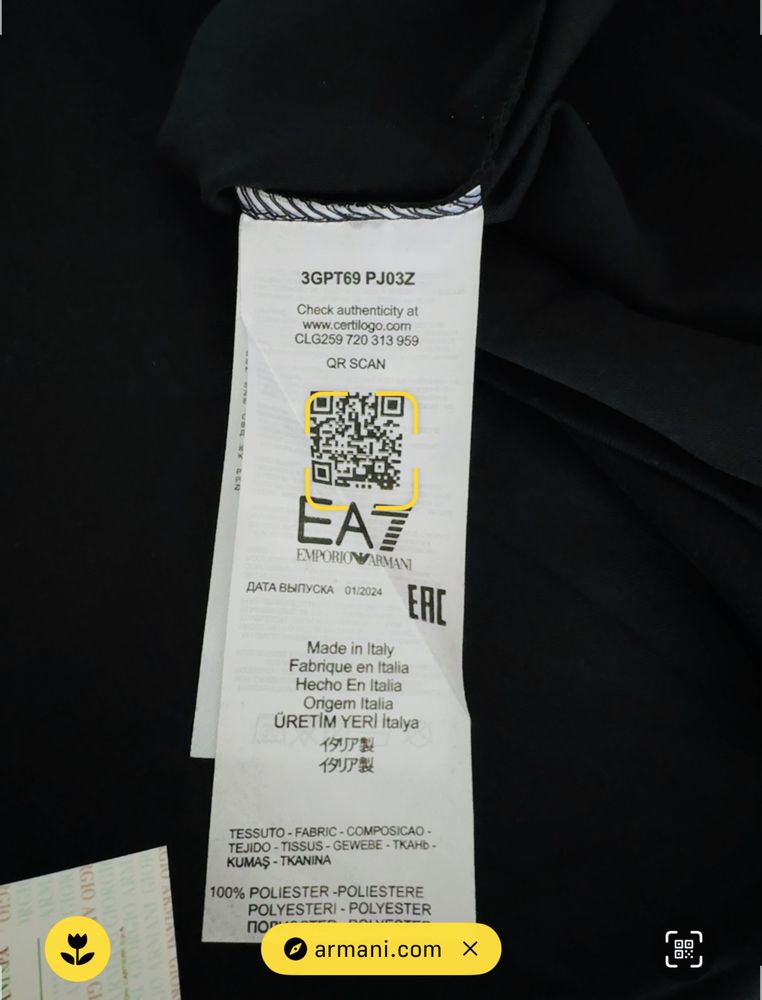 3GPT69 PJ03Z
Check authenticity at
www.certilogo.com
CLG259 720 313 959
QR SCAN
EA7
EMPORIO ARMANI
ДАТА ВЫПУСКА 01/2024
EAC
Made in Italy
Fabrique en Italia
Hecho En Italia
Origem Italia
ÜRETİM YERİ İtalya
イタリア製
イタリア製
TESSUTO - FABRIC - COMPOSICAO -
TEJIDO - TISSUS - GEWEBE - ТКАНЬ -
KUMAŞ - TKANINA
100% POLIESTER -POLIESTERE
POLYESTERI - POLYESTER
armani.com